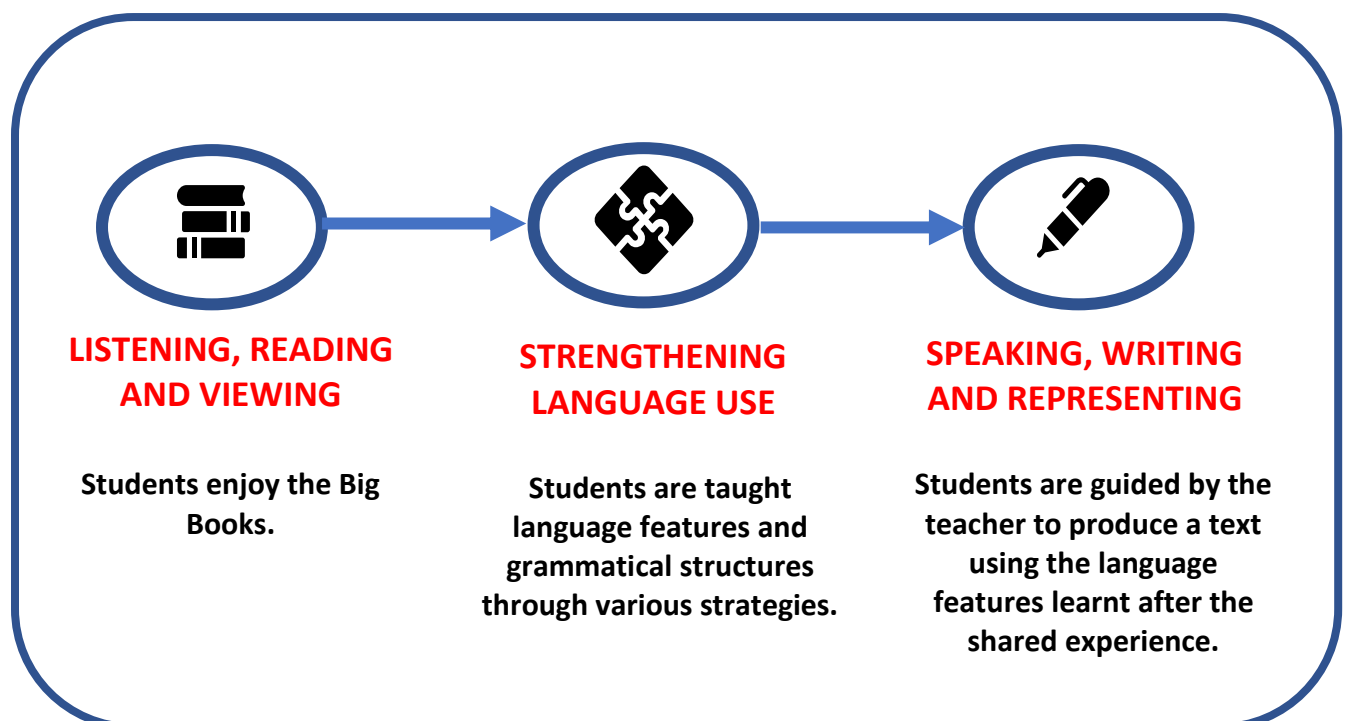 LISTENING, READING
AND VIEWING
Students enjoy the Big
Books.
STRENGTHENING
LANGUAGE USE
Students are taught
language features and
grammatical structures
through various strategies.
SPEAKING, WRITING
AND REPRESENTING
Students are guided by the
teacher to produce a text
using the language
features learnt after the
shared experience.